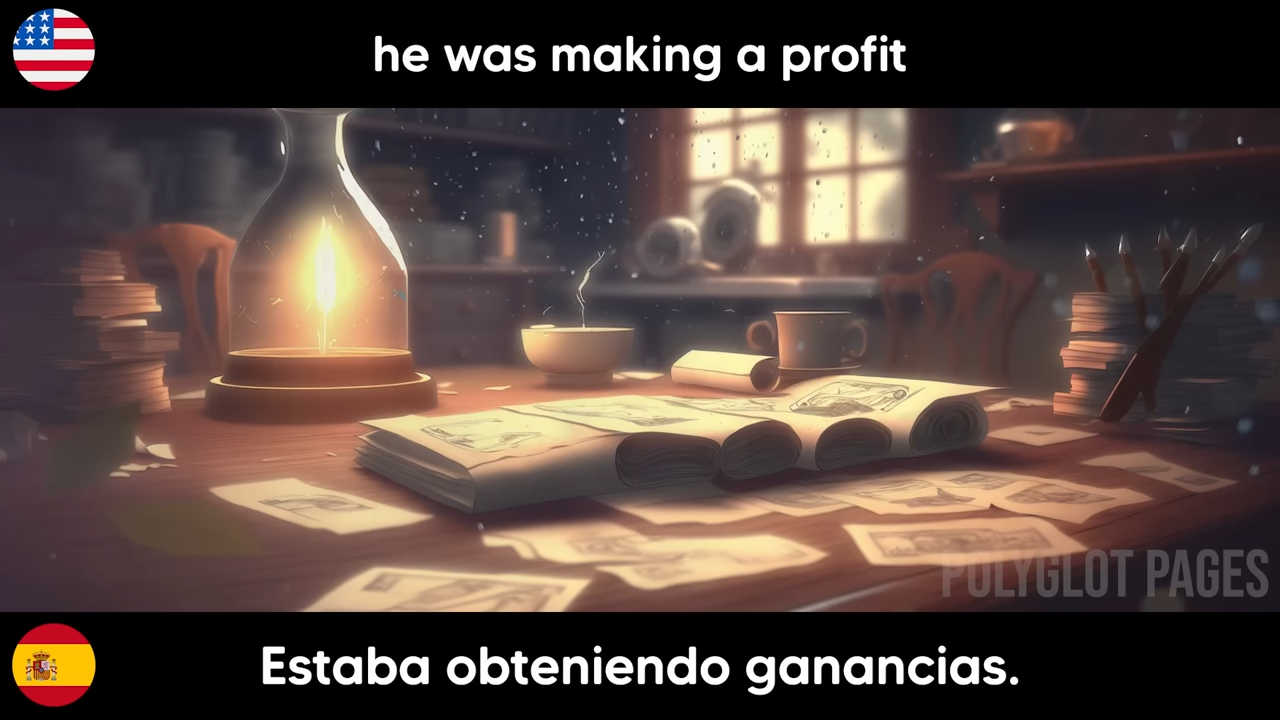 he was making a profit
POLYGLOT PAGES
Estaba obteniendo ganancias.